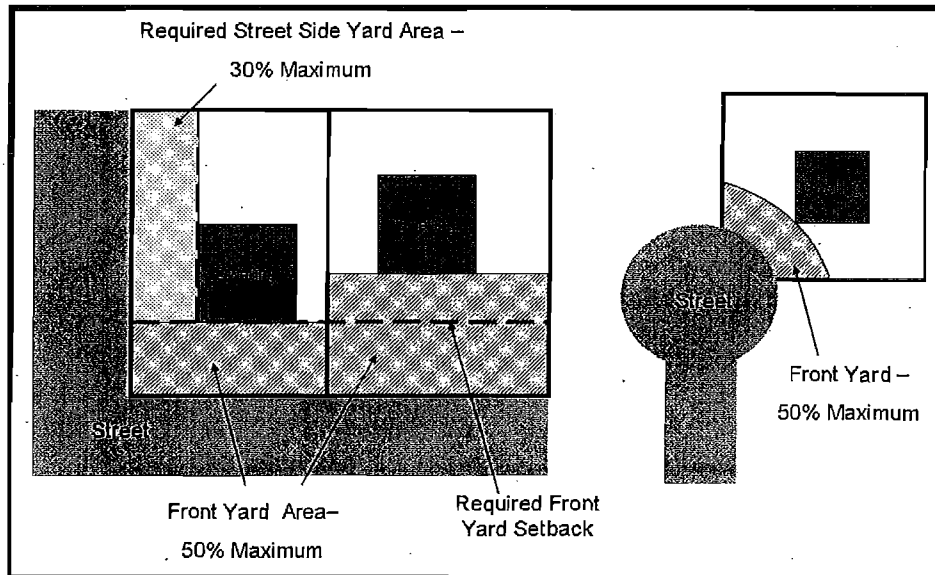 Required Street Side Yard Area –
30% Maximum
Street
Street
Front Yard –
50% Maximum
Front Yard Area–
50% Maximum
Required Front
Yard Setback